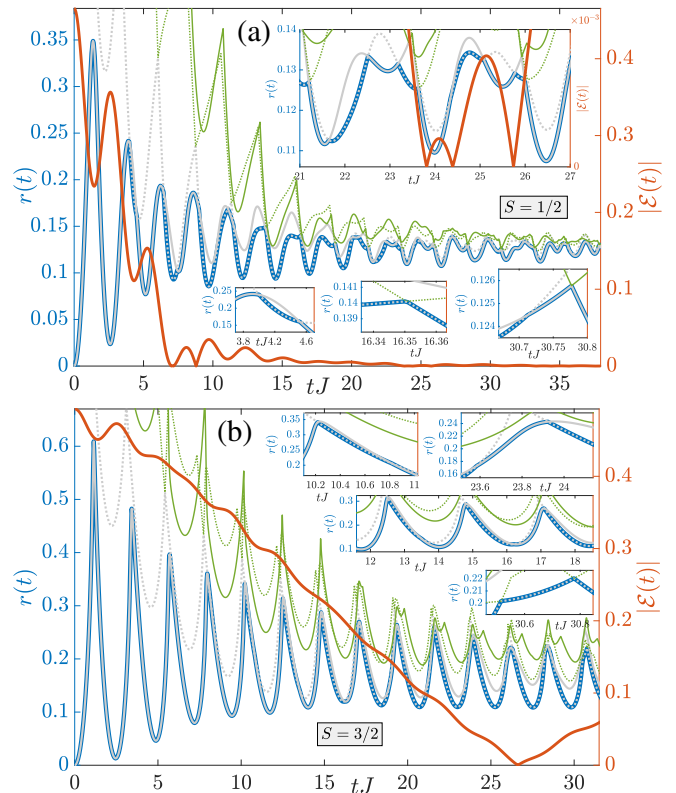 (a)
×10⁻³
0.35
0.3
0.25
0.2
0.15
0.1
0.05
0
r(t)
0.14
0.13
0.12
0.11
r(t)
21 22 23 24 25 26 27
tJ
0
|ℰ(t)|
0.4
0.3
0.2
0.1
0
|ℰ(t)|
S = 1/2
0.25
0.2
0.15
r(t)
3.8 tJ 4.2 4.6
0.141
0.14
0.139
r(t)
16.34 16.35 16.36
tJ
0.126
0.125
0.124
r(t)
30.7 30.75 30.8
tJ
0 5 10 15 20 25 30 35
tJ
(b)
0.6
0.5
0.4
0.3
0.2
0.1
0
r(t)
0.35
0.3
0.25
0.2
r(t)
10.2 10.4 10.6 10.8 11
tJ
0.24
0.22
0.2
0.18
0.16
r(t)
23.6 23.8 tJ 24
0.3
0.2
0.1
r(t)
12 13 14 15 16 17 18
tJ
0.22
0.21
0.2
0.19
r(t)
30.6 tJ 30.8
0.4
0.3
0.2
0.1
0
|ℰ(t)|
S = 3/2
0 5 10 15 20 25 30
tJ